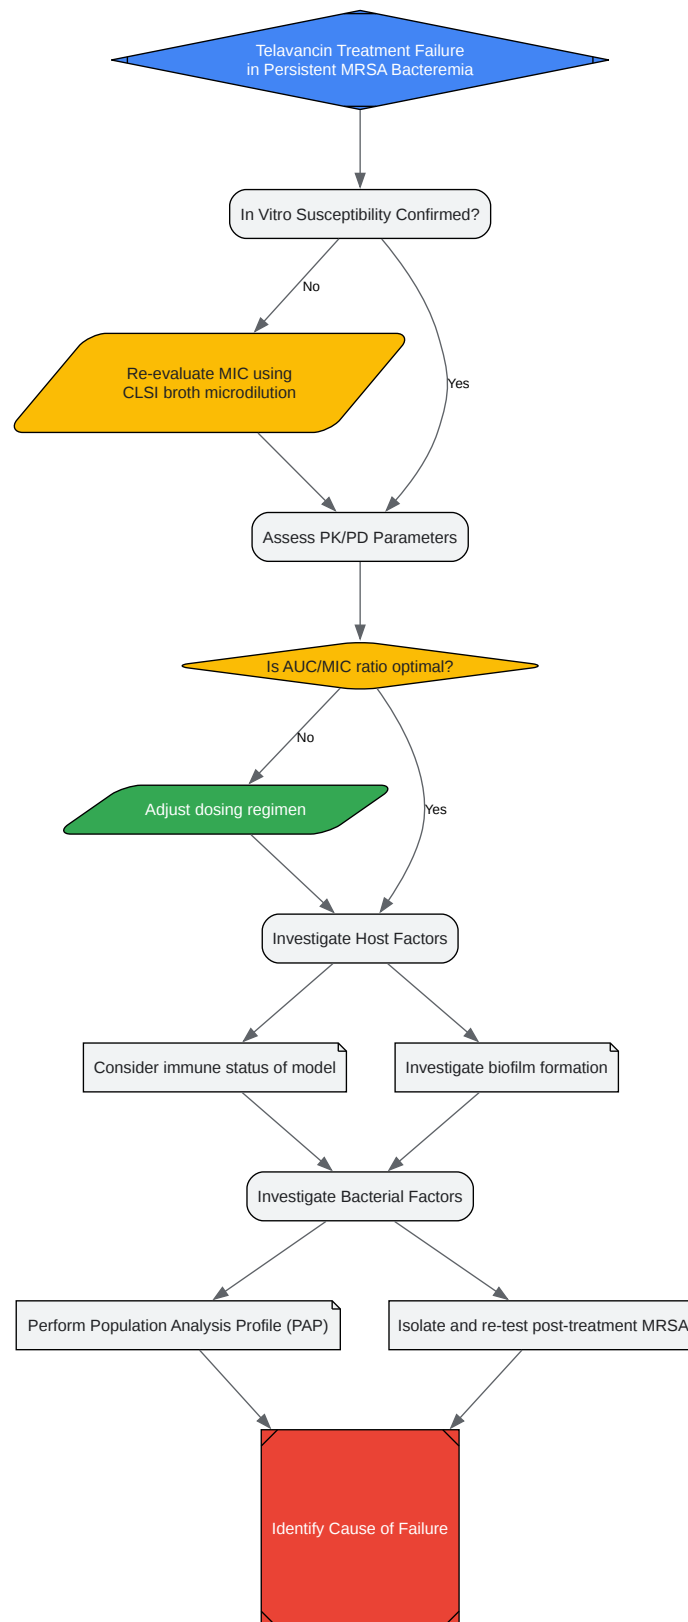 Telavancin Treatment Failure
in Persistent MRSA Bacteremia
In Vitro Susceptibility Confirmed?
No
Yes
Re-evaluate MIC using
CLSI broth microdilution
Assess PK/PD Parameters
Is AUC/MIC ratio optimal?
No
Yes
Adjust dosing regimen
Investigate Host Factors
Consider immune status of model
Investigate biofilm formation
Investigate Bacterial Factors
Perform Population Analysis Profile (PAP)
Isolate and re-test post-treatment MRSA
Identify Cause of Failure